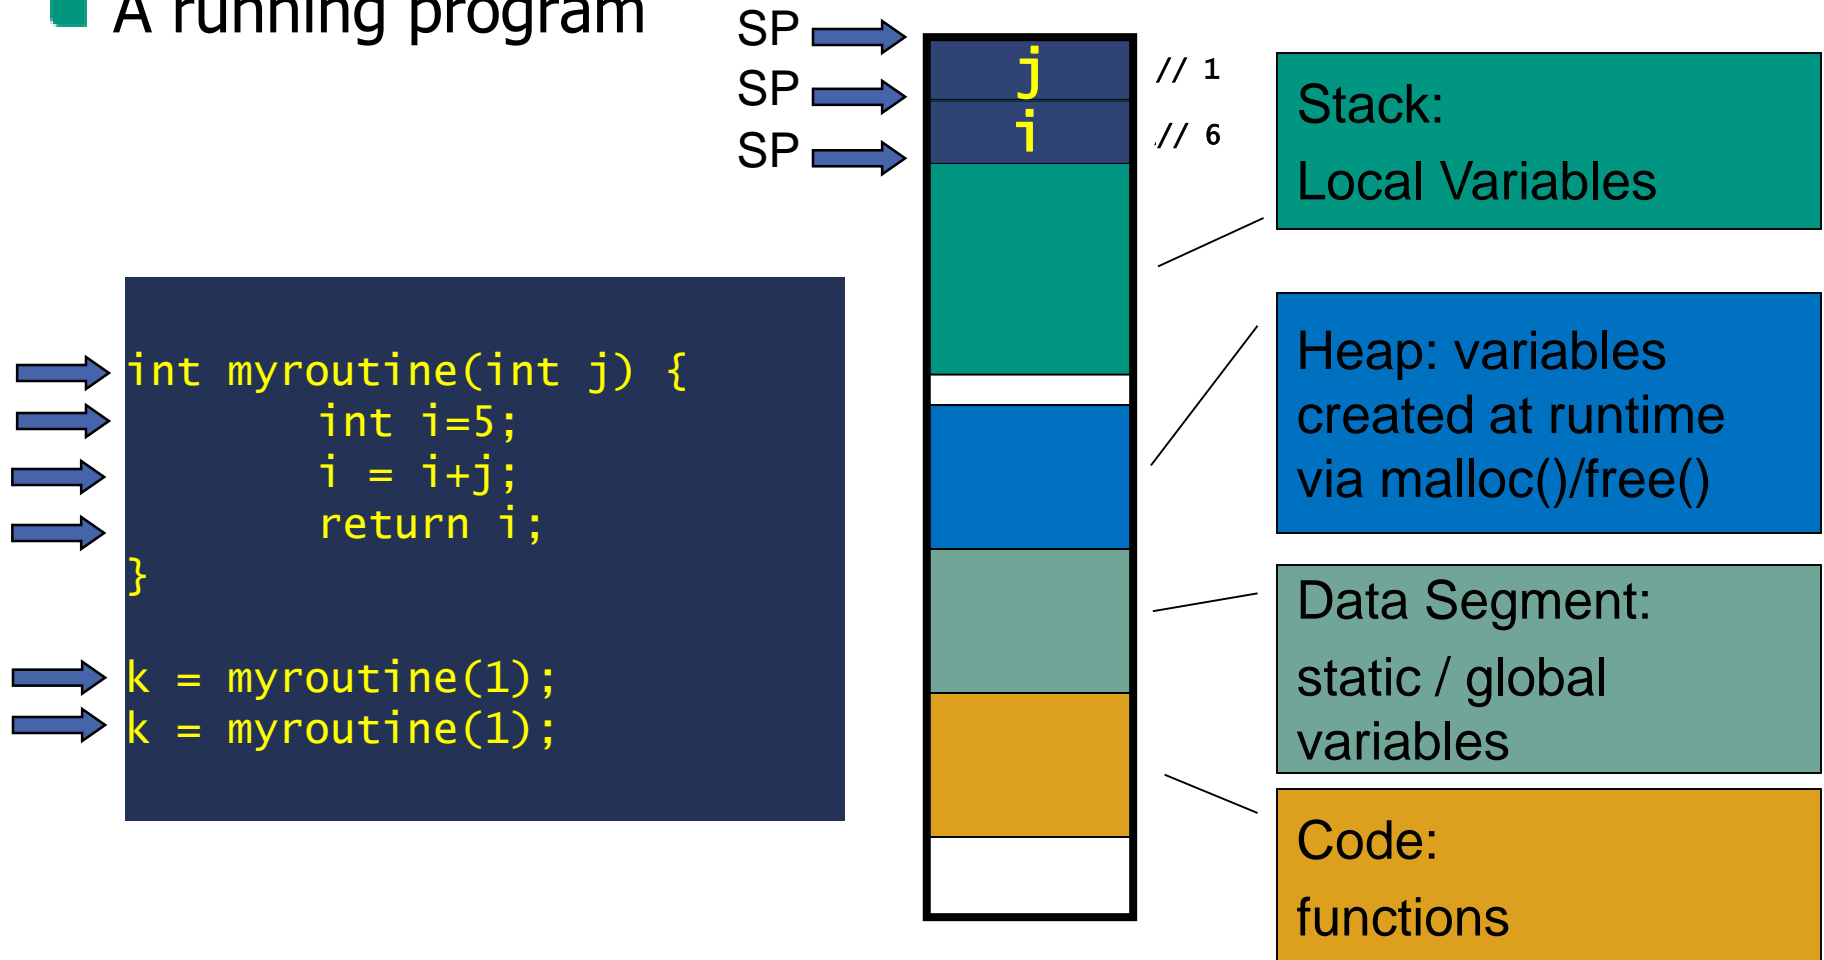 A running program
SP
SP
SP
j
// 1
i
// 6
Stack:
Local Variables
int myroutine(int j) {
int i=5;
i = i+j;
return i;
}
k = myroutine(1);
k = myroutine(1);
Heap: variables
created at runtime
via malloc()/free()
Data Segment:
static / global
variables
Code:
functions